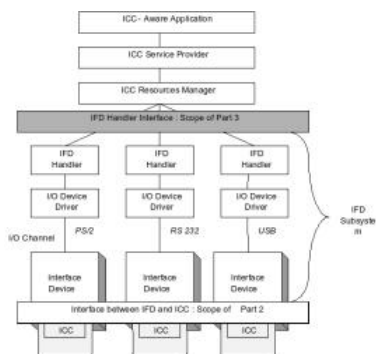 ICC- Aware Application
ICC Service Provider
ICC Resources Manager
IFD Handler Interface : Scope of Part 3
IFD
Handler
IFD
Handler
IFD
Handler
I/O Device
Driver
I/O Device
Driver
I/O Device
Driver
I/O Channel
PS/2
RS 232
USB
IFD
Subsyste
m
Interface
Device
Interface
Device
Interface
Device
Interface between IFD and ICC : Scope of Part 2
ICC
ICC
ICC